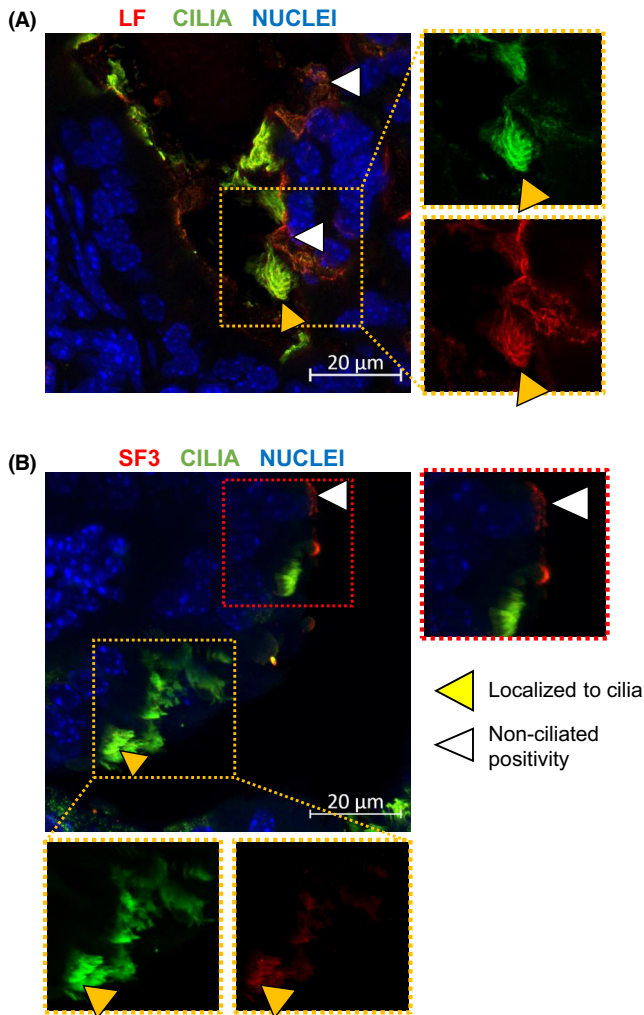 (A)
LF CILIA NUCLEI
20 µm
(B)
SF3 CILIA NUCLEI
Localized to cilia
Non-ciliated
positivity
20 µm